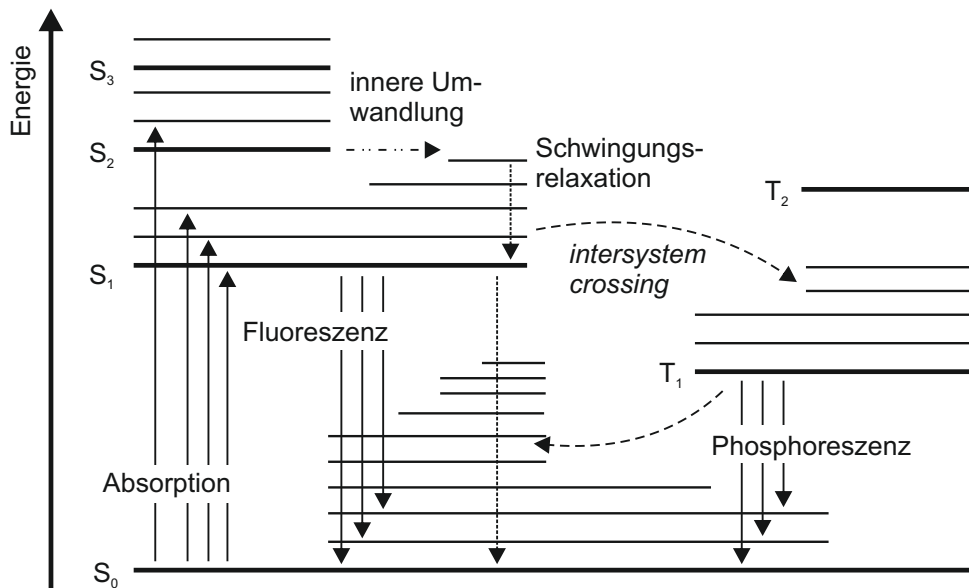 Energie
S3
innere Um-
wandlung
S2
Schwingungs-
relaxation
T2
S1
intersystem
crossing
Fluoreszenz
T1
Phosphoreszenz
Absorption
S0